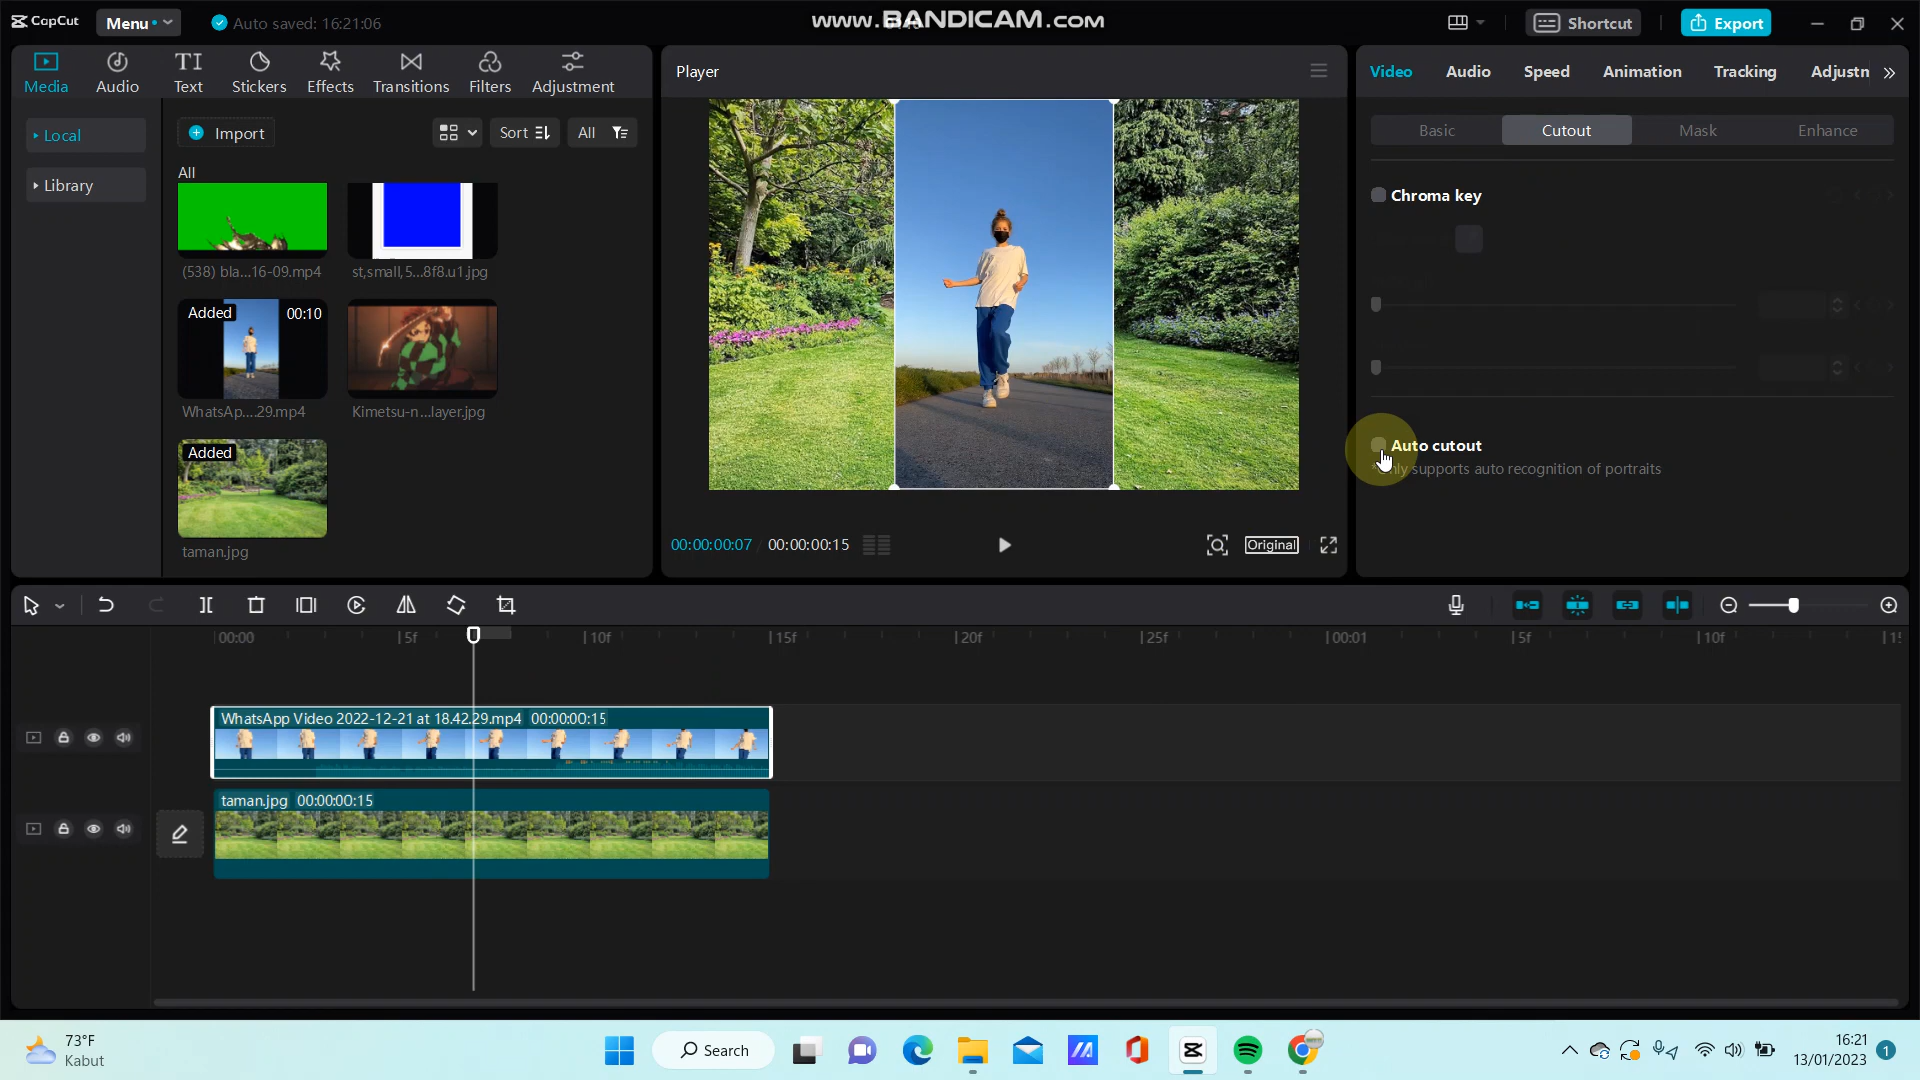 CapCut
Menu
Auto saved: 16:21:06
www.BANDICAM.com
Shortcut
Export
Media
Audio
Text
Stickers
Effects
Transitions
Filters
Adjustment
Local
Library
Import
Sort
All
All
(538) bla...16-09.mp4
st,small,5...8f8.u1.jpg
Added
00:10
WhatsAp....29.mp4
Kimetsu-n...layer.jpg
Added
taman.jpg
Player
00:00:00:07 / 00:00:00:15
Original
Video
Audio
Speed
Animation
Tracking
Adjustn
Basic
Cutout
Mask
Enhance
Chroma key
Auto cutout
supports auto recognition of portraits
00:00
5f
10f
15f
20f
25f
00:01
5f
10f
WhatsApp Video 2022-12-21 at 18.42.29.mp4 00:00:00:15
taman.jpg 00:00:00:15
73°F
Kabut
Search
16:21
13/01/2023
1